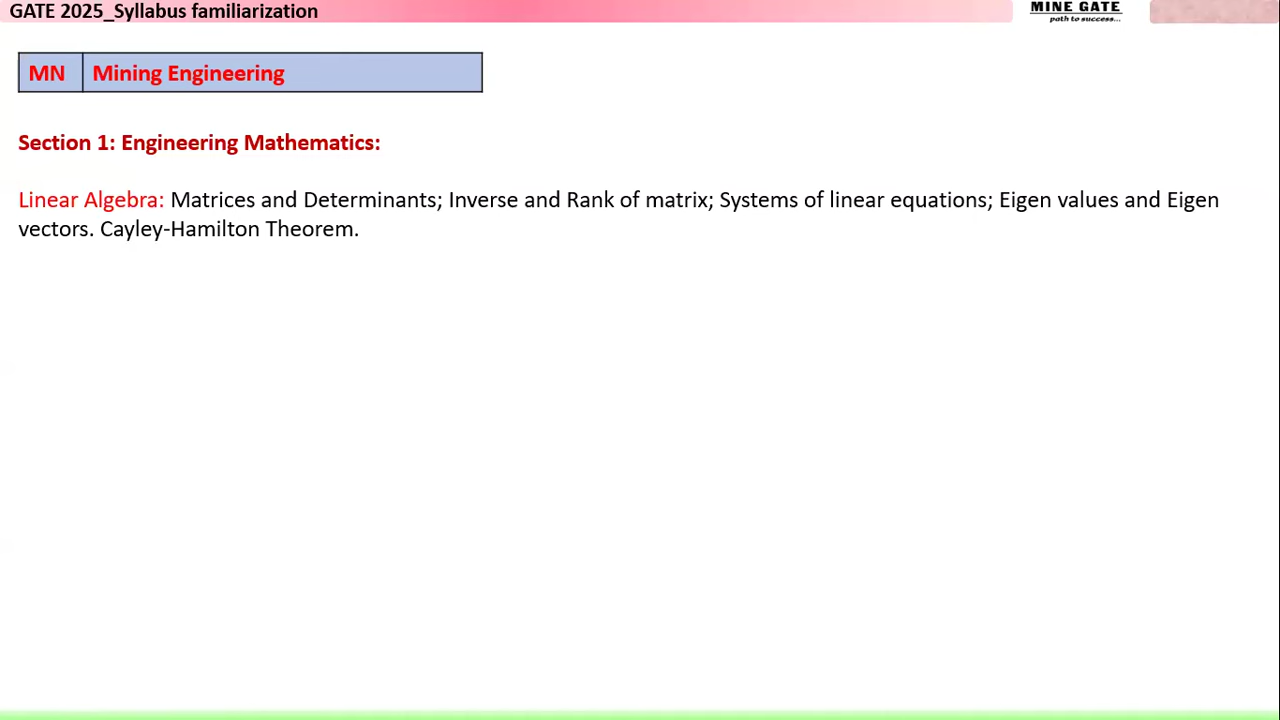 GATE 2025_Syllabus familiarization
MINE GATE
path to success...
MN Mining Engineering
Section 1: Engineering Mathematics:
Linear Algebra: Matrices and Determinants; Inverse and Rank of matrix; Systems of linear equations; Eigen values and Eigen
vectors. Cayley-Hamilton Theorem.